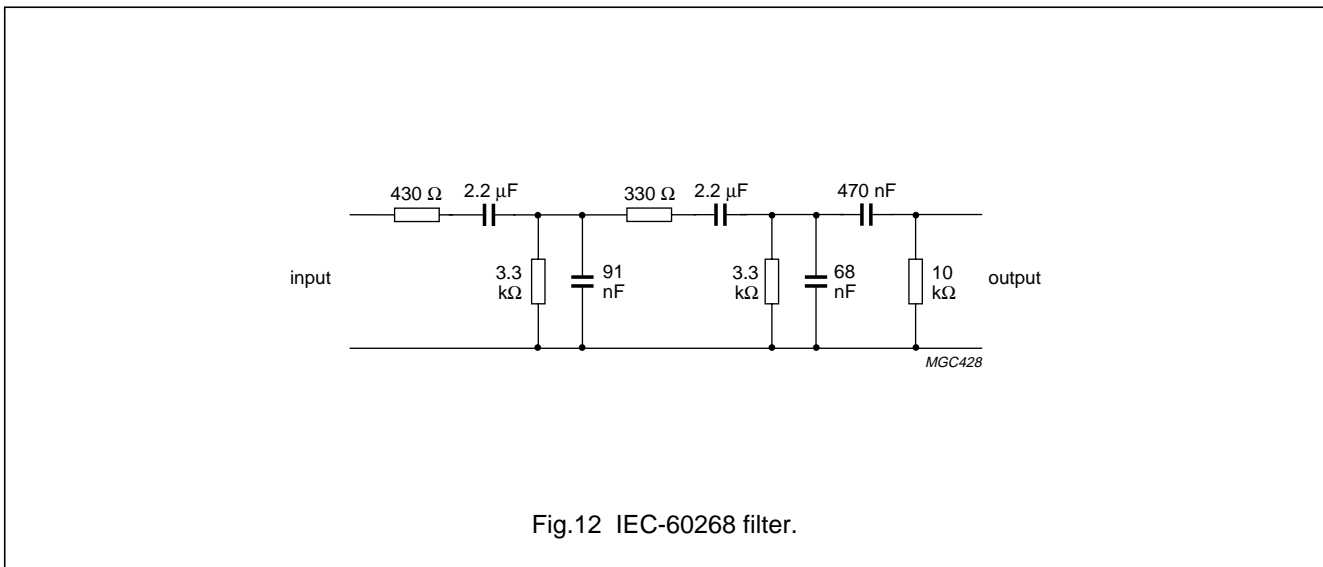 430 Ω
2.2 μF
330 Ω
2.2 μF
470 nF
input
3.3
kΩ
91
nF
3.3
kΩ
68
nF
10
kΩ
output
MGC428
Fig.12 IEC-60268 filter.